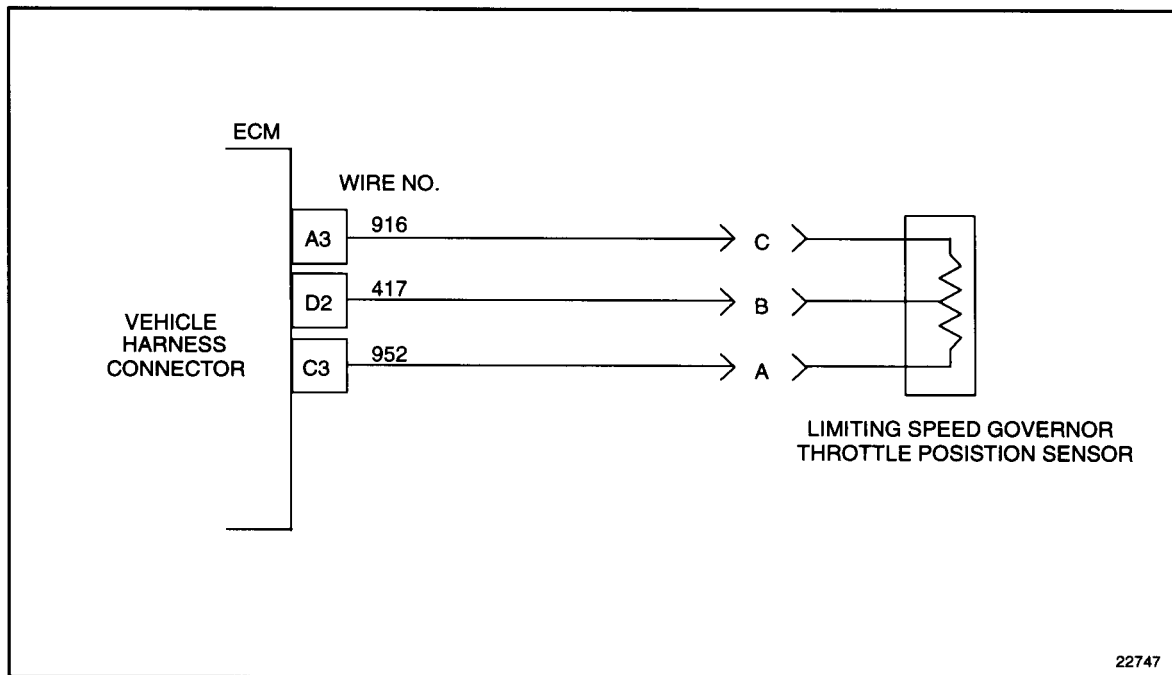 ECM
WIRE NO.
A3
916
C
D2
417
B
C3
952
A
VEHICLE
HARNESS
CONNECTOR
LIMITING SPEED GOVERNOR
THROTTLE POSISTION SENSOR
22747